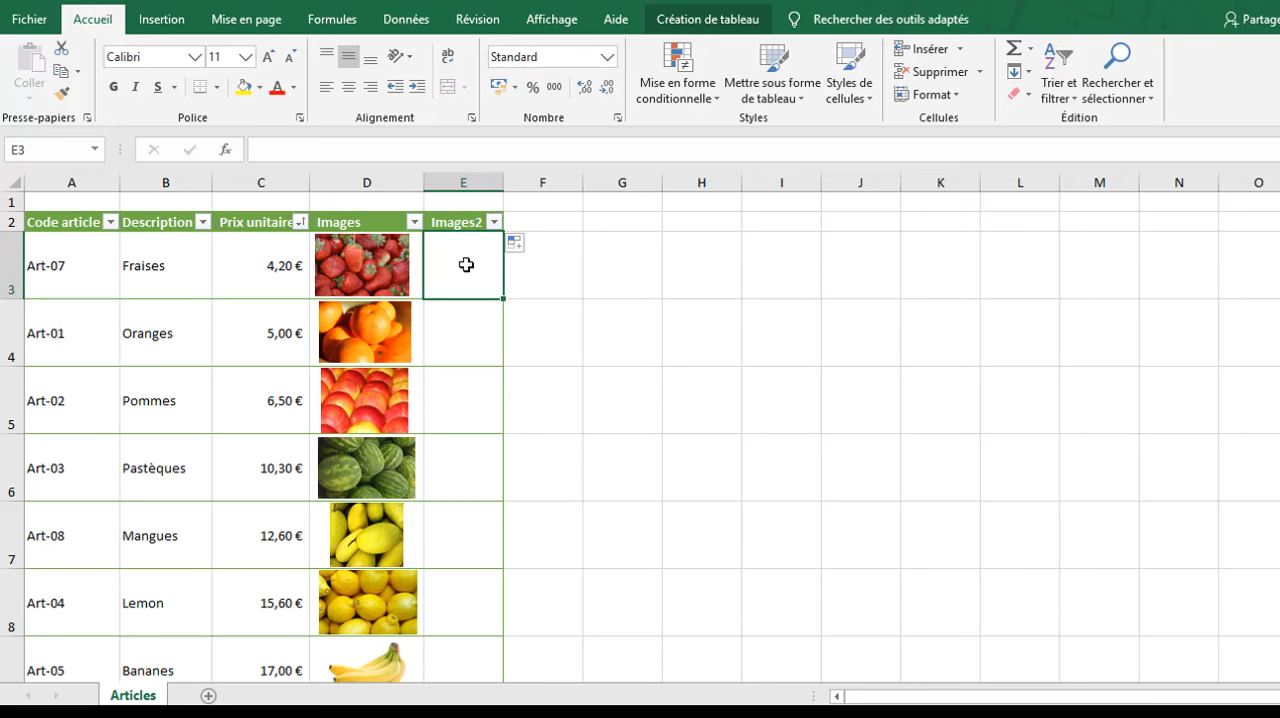 Fichier Accueil Insertion Mise en page Formules Données Révision Affichage Aide Création de tableau Rechercher des outils adaptés Partage
Coller
Calibri 11
Standard
Mise en forme conditionnelle
Mettre sous forme de tableau
Styles de cellules
Insérer
Supprimer
Format
Trier et filtrer
Rechercher et sélectionner
G I S
% 000
Presse-papiers Police Alignement Nombre Styles Cellules Édition
E3 fx
A B C D E F G H I J K L M N O
1
2 Code article Description Prix unitaire Images Images2
3 Art-07 Fraises 4,20 €
4 Art-01 Oranges 5,00 €
5 Art-02 Pommes 6,50 €
6 Art-03 Pastèques 10,30 €
7 Art-08 Mangues 12,60 €
8 Art-04 Lemon 15,60 €
Art-05 Bananes 17,00 €
Articles